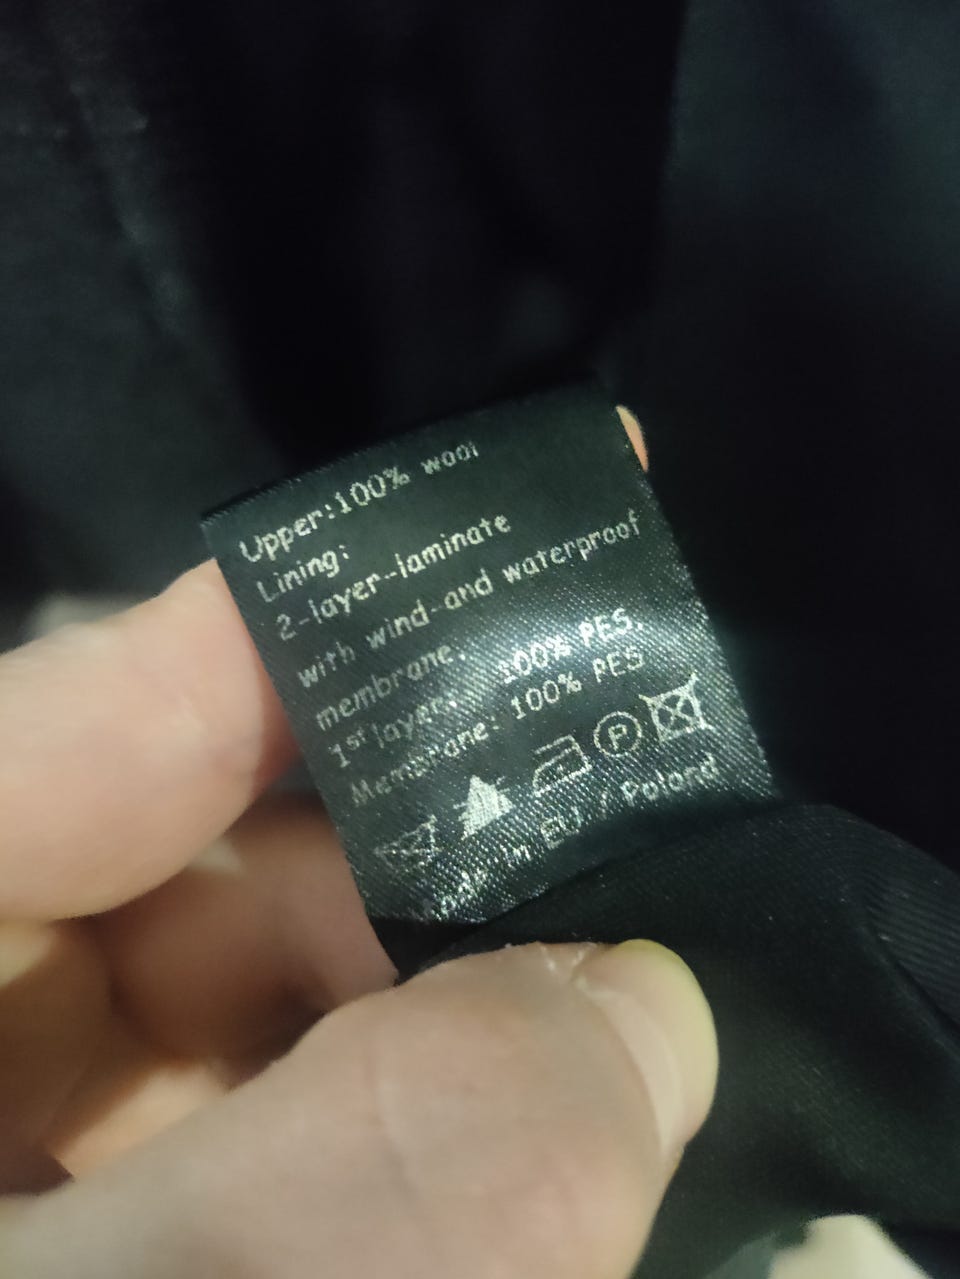 Upper:100% wool
Lining:
2-layer-laminate
with wind-and waterproof
membrane.
1st layer: 100% PES.
Membrane: 100% PES
P
in EU / Poland